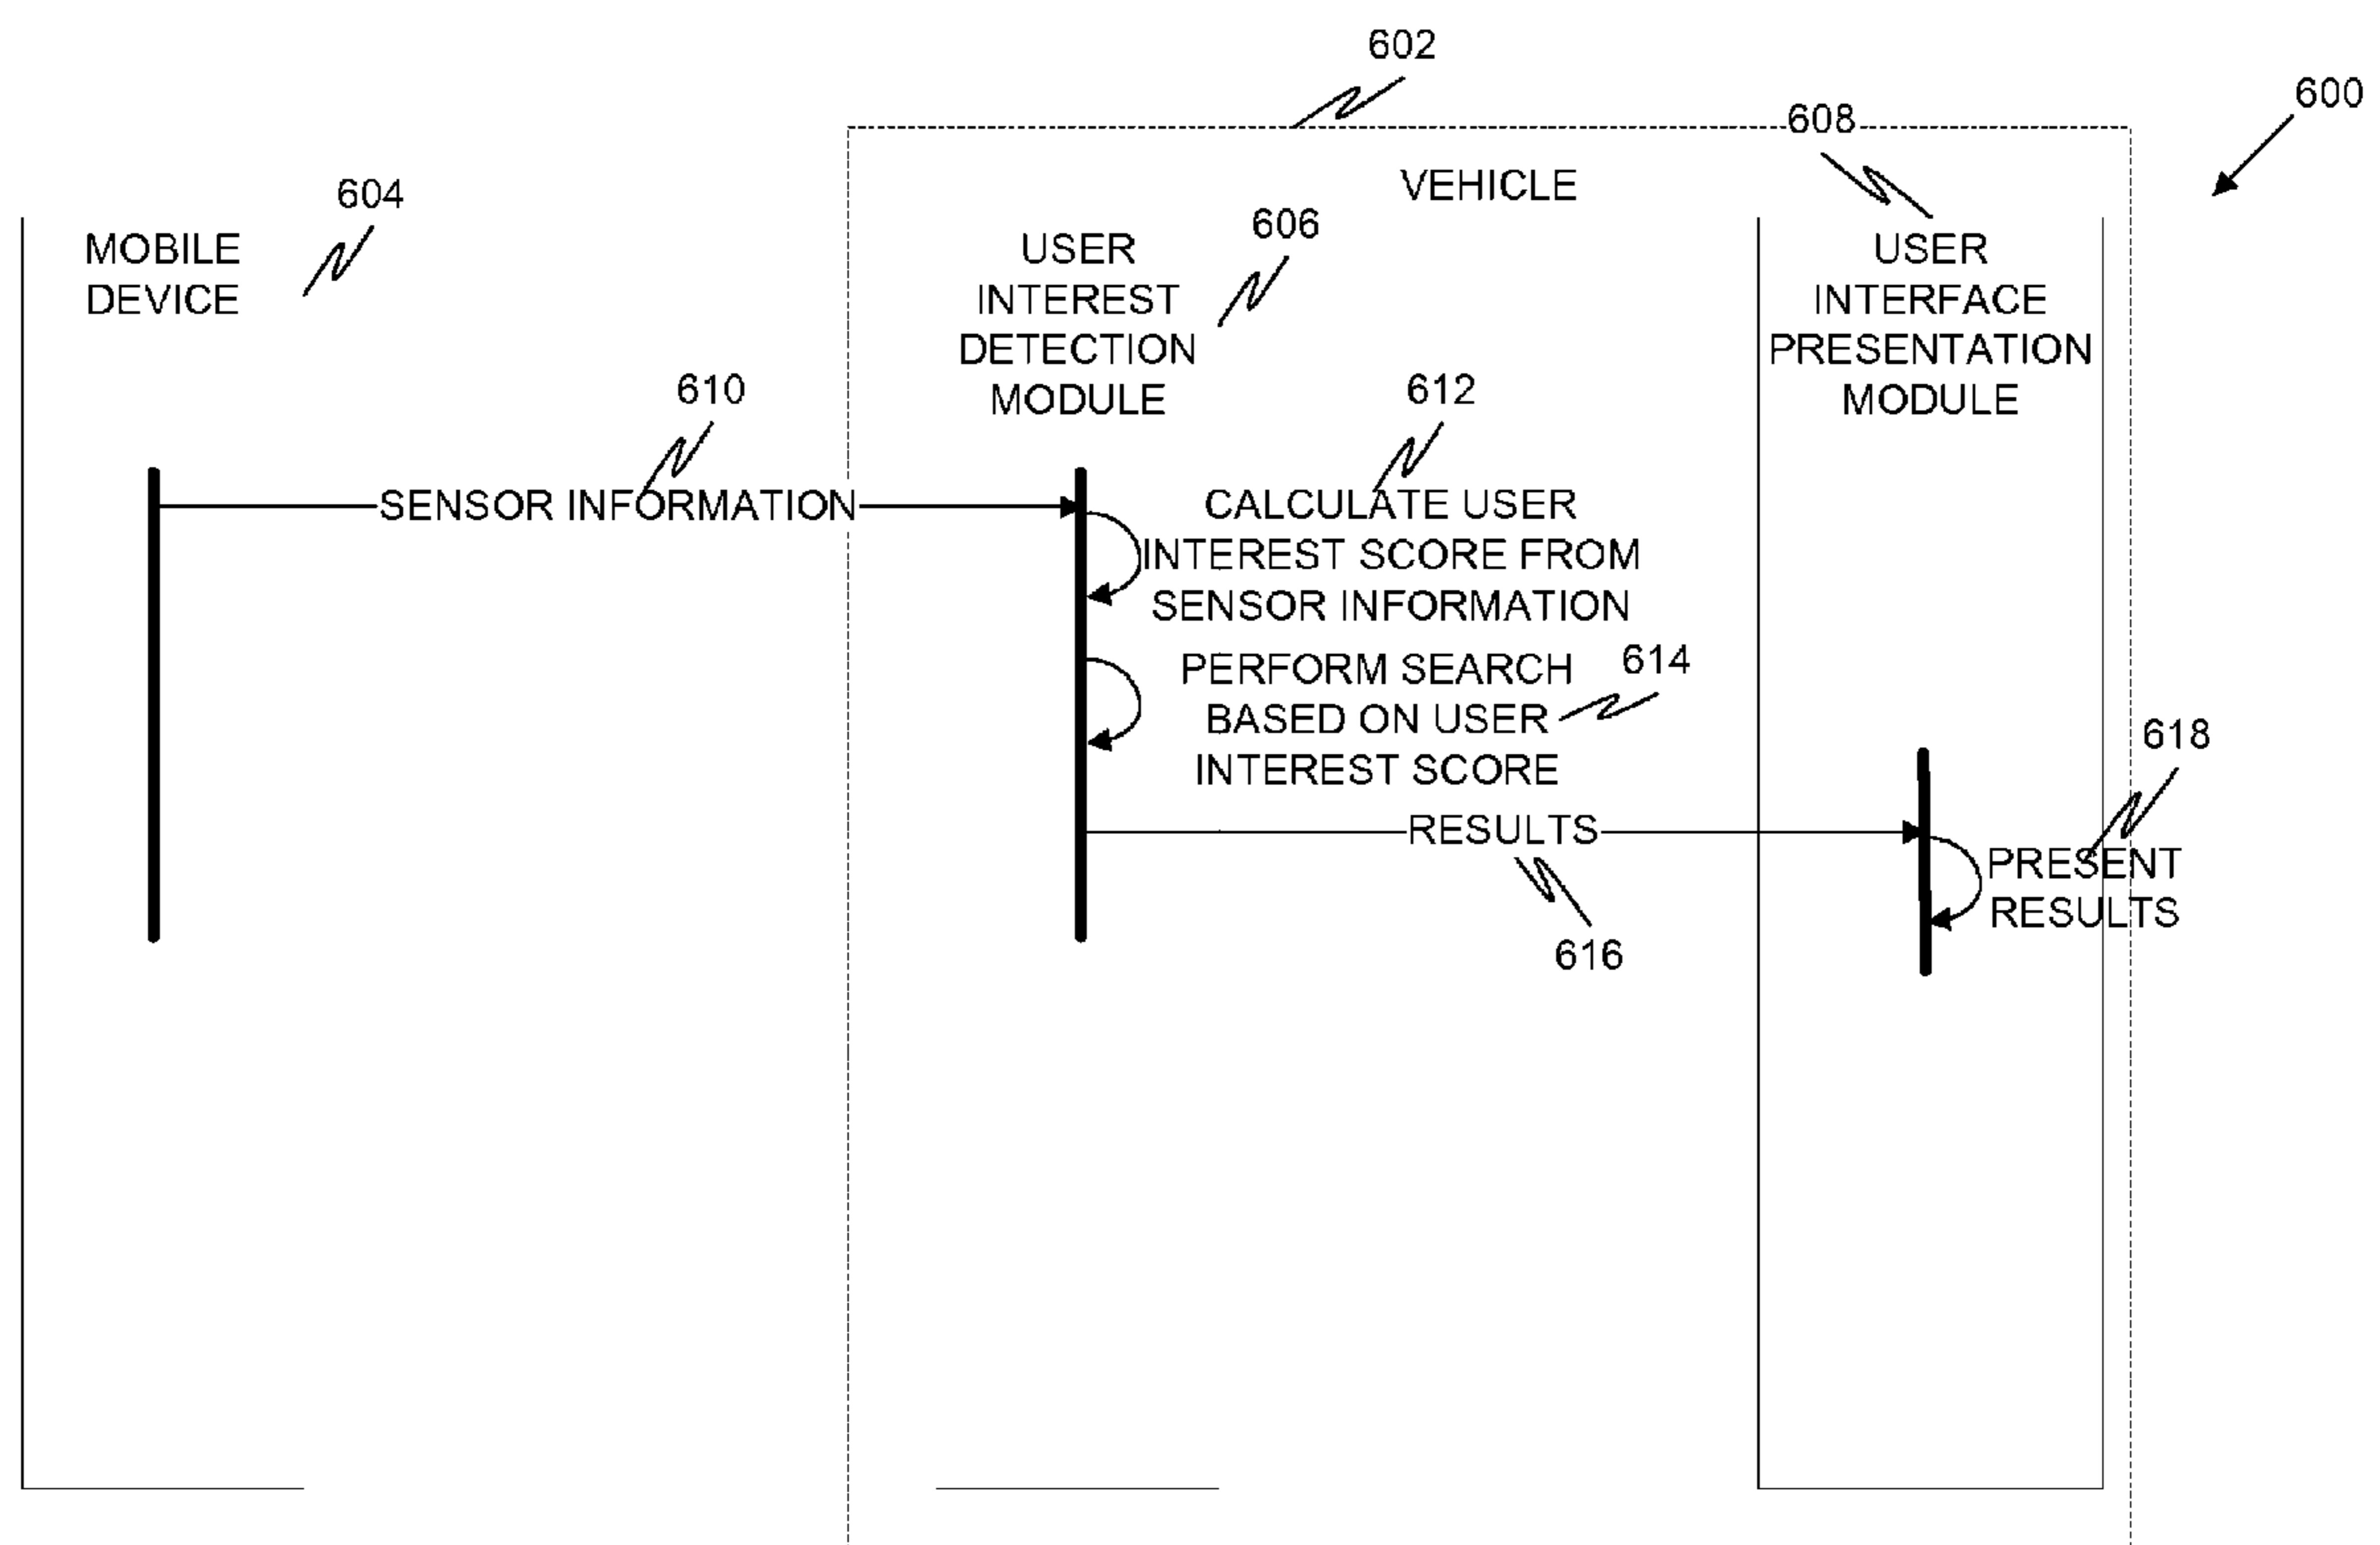 602
600
608
VEHICLE
604
606
MOBILE
DEVICE
USER
INTEREST
DETECTION
MODULE
USER
INTERFACE
PRESENTATION
MODULE
610
612
SENSOR INFORMATION
CALCULATE USER
INTEREST SCORE FROM
SENSOR INFORMATION
614
PERFORM SEARCH
BASED ON USER
INTEREST SCORE
618
RESULTS
PRESENT
RESULTS
616